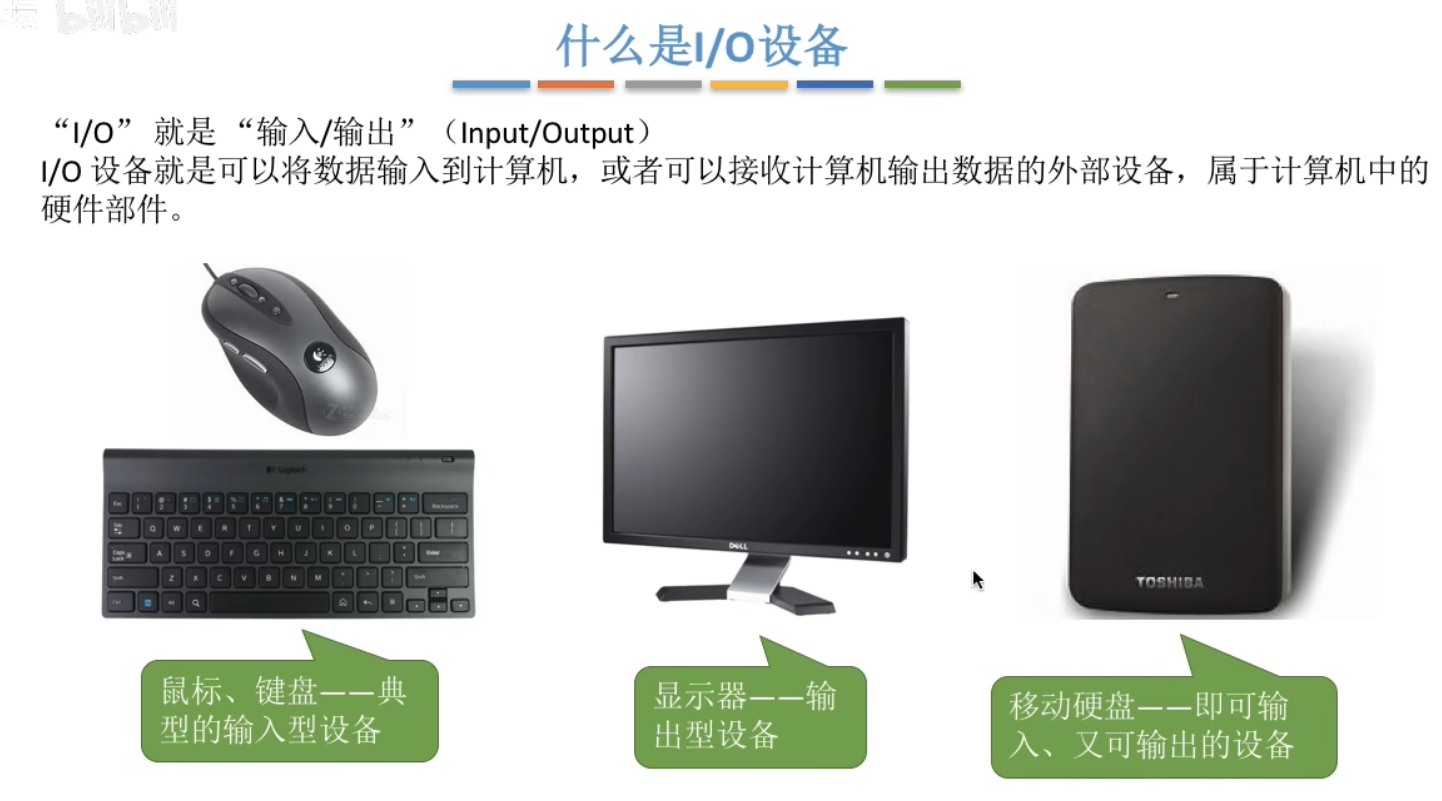 bilibili
什么是I/O设备
“I/O” 就是 “输入/输出” （Input/Output）
I/O 设备就是可以将数据输入到计算机，或者可以接收计算机输出数据的外部设备，属于计算机中的
硬件部件。
Logitech
Q W E R T Y U I O P
A S D F G H J K L
Z X C V B N M
DELL
TOSHIBA
鼠标、键盘——典
型的输入型设备
显示器——输
出型设备
移动硬盘——即可输
入、又可输出的设备